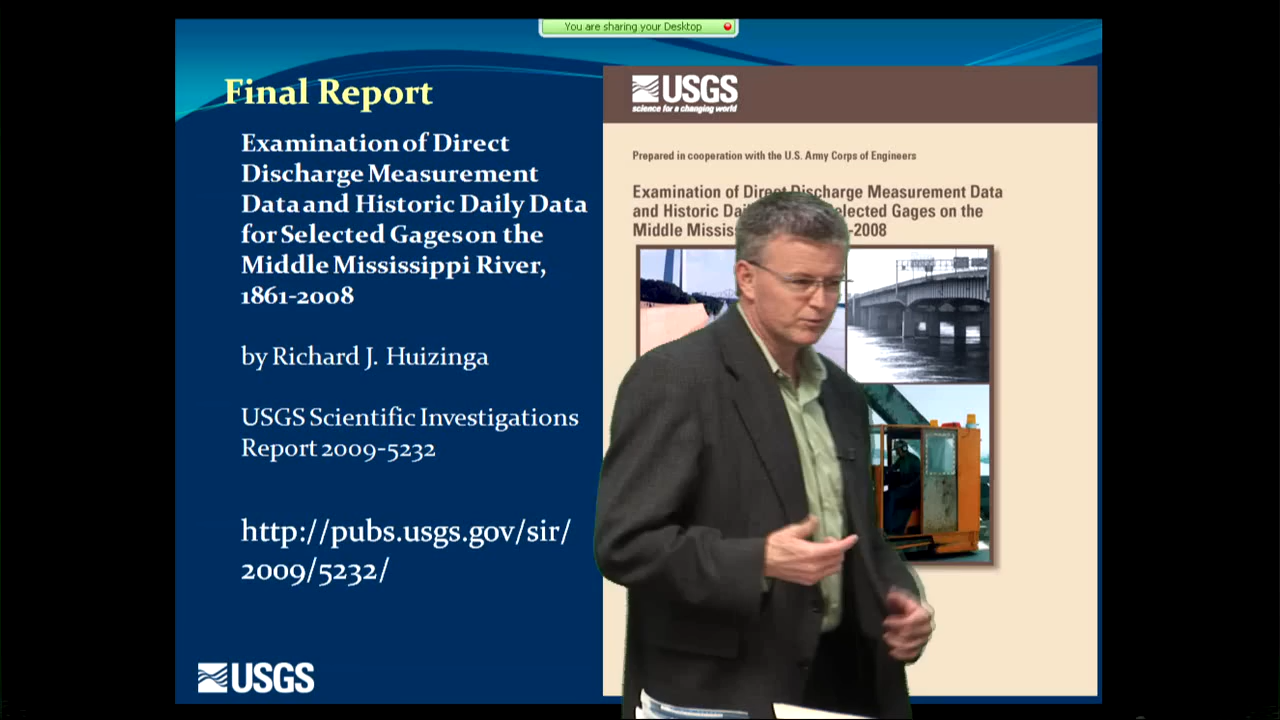 You are sharing your Desktop
Final Report
Examination of Direct
Discharge Measurement
Data and Historic Daily Data
for Selected Gages on the
Middle Mississippi River,
1861-2008
by Richard J. Huizinga
USGS Scientific Investigations
Report 2009-5232
http://pubs.usgs.gov/sir/
2009/5232/
USGS
USGS
science for a changing world
Prepared in cooperation with the U.S. Army Corps of Engineers
Examination of Direct Discharge Measurement Data
and Historic Selected Gages on the
Middle -2008